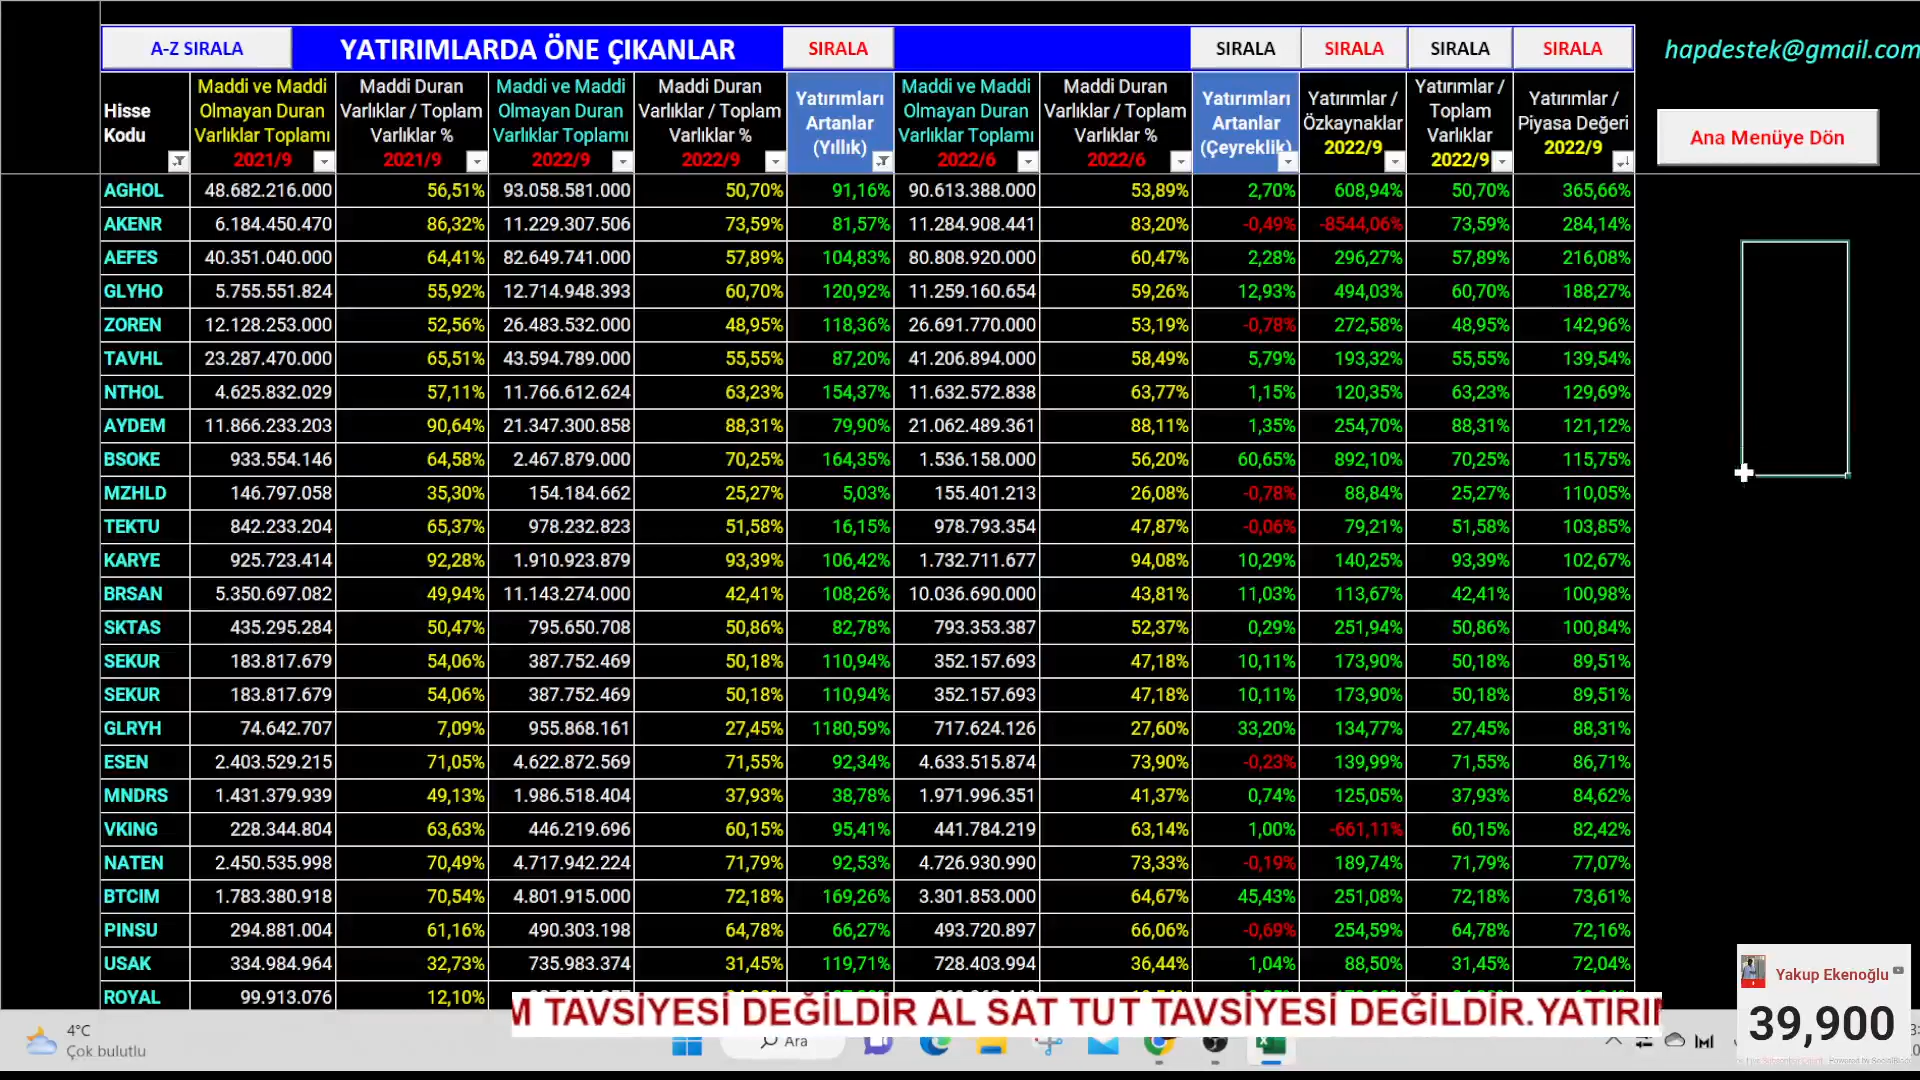 A-Z SIRALA YATIRIMLARDA ÖNE ÇIKANLAR SIRALA SIRALA SIRALA SIRALA SIRALA hapdestek@gmail.com
Hisse Kodu Maddi ve Maddi Olmayan Duran Varlıklar Toplamı 2021/9 Maddi Duran Varlıklar / Toplam Varlıklar % 2021/9 Maddi ve Maddi Olmayan Duran Varlıklar Toplamı 2022/9 Maddi Duran Varlıklar / Toplam Varlıklar % 2022/9 Yatırımları Artanlar (Yıllık) Maddi ve Maddi Olmayan Duran Varlıklar Toplamı 2022/6 Maddi Duran Varlıklar / Toplam Varlıklar % 2022/6 Yatırımları Artanlar (Çeyreklik) Yatırımlar / Özkaynaklar 2022/9 Yatırımlar / Toplam Varlıklar 2022/9 Yatırımlar / Piyasa Değeri 2022/9
Ana Menüye Dön
AGHOL 48.682.216.000 56,51% 93.058.581.000 50,70% 91,16% 90.613.388.000 53,89% 2,70% 608,94% 50,70% 365,66%
AKENR 6.184.450.470 86,32% 11.229.307.506 73,59% 81,57% 11.284.908.441 83,20% -0,49% -8544,06% 73,59% 284,14%
AEFES 40.351.040.000 64,41% 82.649.741.000 57,89% 104,83% 80.808.920.000 60,47% 2,28% 296,27% 57,89% 216,08%
GLYHO 5.755.551.824 55,92% 12.714.948.393 60,70% 120,92% 11.259.160.654 59,26% 12,93% 494,03% 60,70% 188,27%
ZOREN 12.128.253.000 52,56% 26.483.532.000 48,95% 118,36% 26.691.770.000 53,19% -0,78% 272,58% 48,95% 142,96%
TAVHL 23.287.470.000 65,51% 43.594.789.000 55,55% 87,20% 41.206.894.000 58,49% 5,79% 193,32% 55,55% 139,54%
NTHOL 4.625.832.029 57,11% 11.766.612.624 63,23% 154,37% 11.632.572.838 63,77% 1,15% 120,35% 63,23% 129,69%
AYDEM 11.866.233.203 90,64% 21.347.300.858 88,31% 79,90% 21.062.489.361 88,11% 1,35% 254,70% 88,31% 121,12%
BSOKE 933.554.146 64,58% 2.467.879.000 70,25% 164,35% 1.536.158.000 56,20% 60,65% 892,10% 70,25% 115,75%
MZHLD 146.797.058 35,30% 154.184.662 25,27% 5,03% 155.401.213 26,08% -0,78% 88,84% 25,27% 110,05%
TEKTU 842.233.204 65,37% 978.232.823 51,58% 16,15% 978.793.354 47,87% -0,06% 79,21% 51,58% 103,85%
KARYE 925.723.414 92,28% 1.910.923.879 93,39% 106,42% 1.732.711.677 94,08% 10,29% 140,25% 93,39% 102,67%
BRSAN 5.350.697.082 49,94% 11.143.274.000 42,41% 108,26% 10.036.690.000 43,81% 11,03% 113,67% 42,41% 100,98%
SKTAS 435.295.284 50,47% 795.650.708 50,86% 82,78% 793.353.387 52,37% 0,29% 251,94% 50,86% 100,84%
SEKUR 183.817.679 54,06% 387.752.469 50,18% 110,94% 352.157.693 47,18% 10,11% 173,90% 50,18% 89,51%
SEKUR 183.817.679 54,06% 387.752.469 50,18% 110,94% 352.157.693 47,18% 10,11% 173,90% 50,18% 89,51%
GLRYH 74.642.707 7,09% 955.868.161 27,45% 1180,59% 717.624.126 27,60% 33,20% 134,77% 27,45% 88,31%
ESEN 2.403.529.215 71,05% 4.622.872.569 71,55% 92,34% 4.633.515.874 73,90% -0,23% 139,99% 71,55% 86,71%
MNDRS 1.431.379.939 49,13% 1.986.518.404 37,93% 38,78% 1.971.996.351 41,37% 0,74% 125,05% 37,93% 84,62%
VKING 228.344.804 63,63% 446.219.696 60,15% 95,41% 441.784.219 63,14% 1,00% -661,11% 60,15% 82,42%
NATEN 2.450.535.998 70,49% 4.717.942.224 71,79% 92,53% 4.726.930.990 73,33% -0,19% 189,74% 71,79% 77,07%
BTCIM 1.783.380.918 70,54% 4.801.915.000 72,18% 169,26% 3.301.853.000 64,67% 45,43% 251,08% 72,18% 73,61%
PINSU 294.881.004 61,16% 490.303.198 64,78% 66,27% 493.720.897 66,06% -0,69% 254,59% 64,78% 72,16%
USAK 334.984.964 32,73% 735.983.374 31,45% 119,71% 728.403.994 36,44% 1,04% 88,50% 31,45% 72,04%
ROYAL 99.913.076 12,10%
M TAVSİYESİ DEĞİLDİR AL SAT TUT TAVSİYESİ DEĞİLDİR.YATIRI
Yakup Ekenoğlu
39,900
4°C
Çok bulutlu
Ara